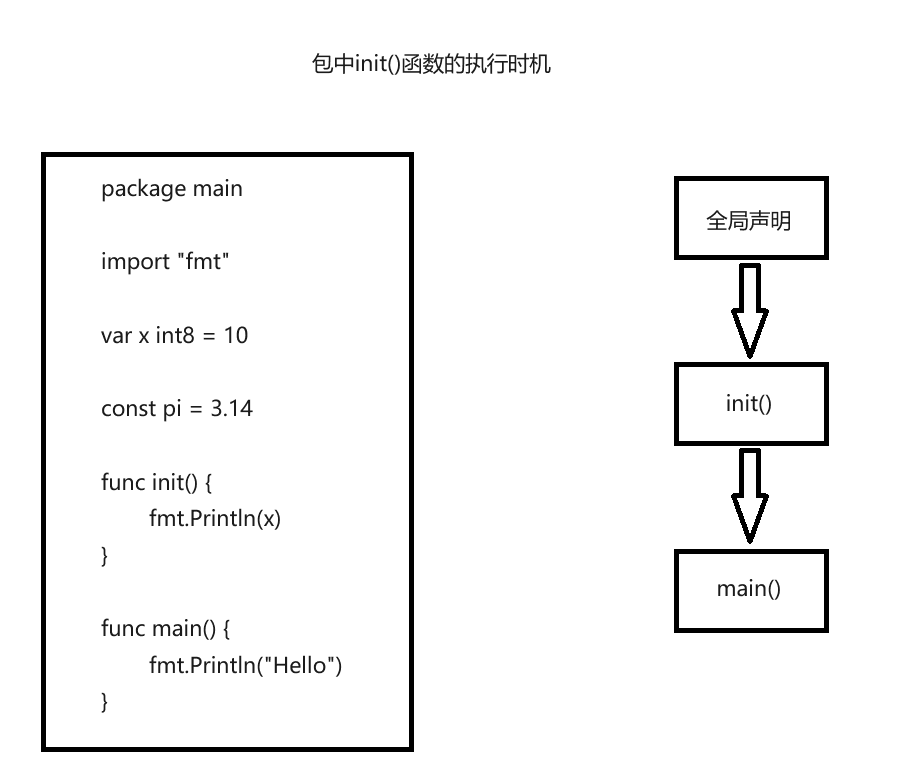 包中init()函数的执行时机
package main
import "fmt"
var x int8 = 10
const pi = 3.14
func init() {
fmt.Println(x)
}
func main() {
fmt.Println("Hello")
}
全局声明
init()
main()